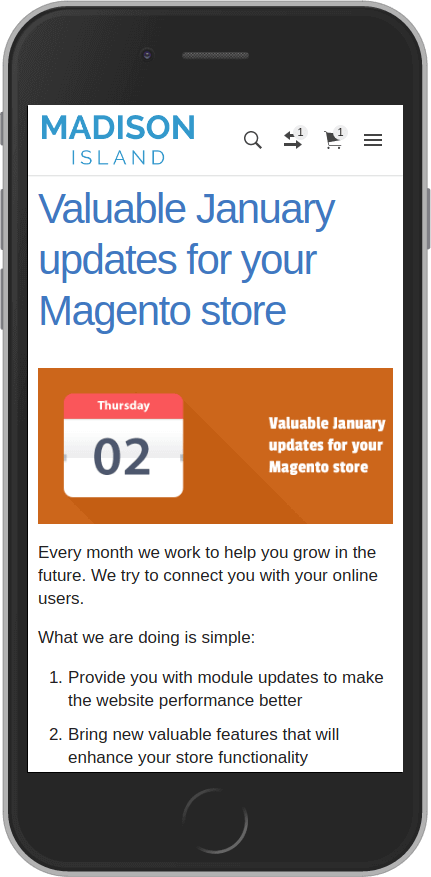 MADISON
ISLAND
1
1
Valuable January
updates for your
Magento store
Thursday
02
Valuable January
updates for your
Magento store
Every month we work to help you grow in the
future. We try to connect you with your online
users.
What we are doing is simple:
1. Provide you with module updates to make
the website performance better
2. Bring new valuable features that will
enhance your store functionality